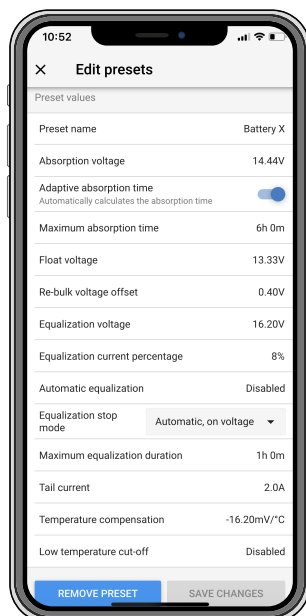 10:52
Edit presets
Preset values
Preset name Battery X
Absorption voltage 14.44V
Adaptive absorption time
Automatically calculates the absorption time
Maximum absorption time 6h 0m
Float voltage 13.33V
Re-bulk voltage offset 0.40V
Equalization voltage 16.20V
Equalization current percentage 8%
Automatic equalization Disabled
Equalization stop
mode Automatic, on voltage
Maximum equalization duration 1h 0m
Tail current 2.0A
Temperature compensation -16.20mV/°C
Low temperature cut-off Disabled
REMOVE PRESET SAVE CHANGES